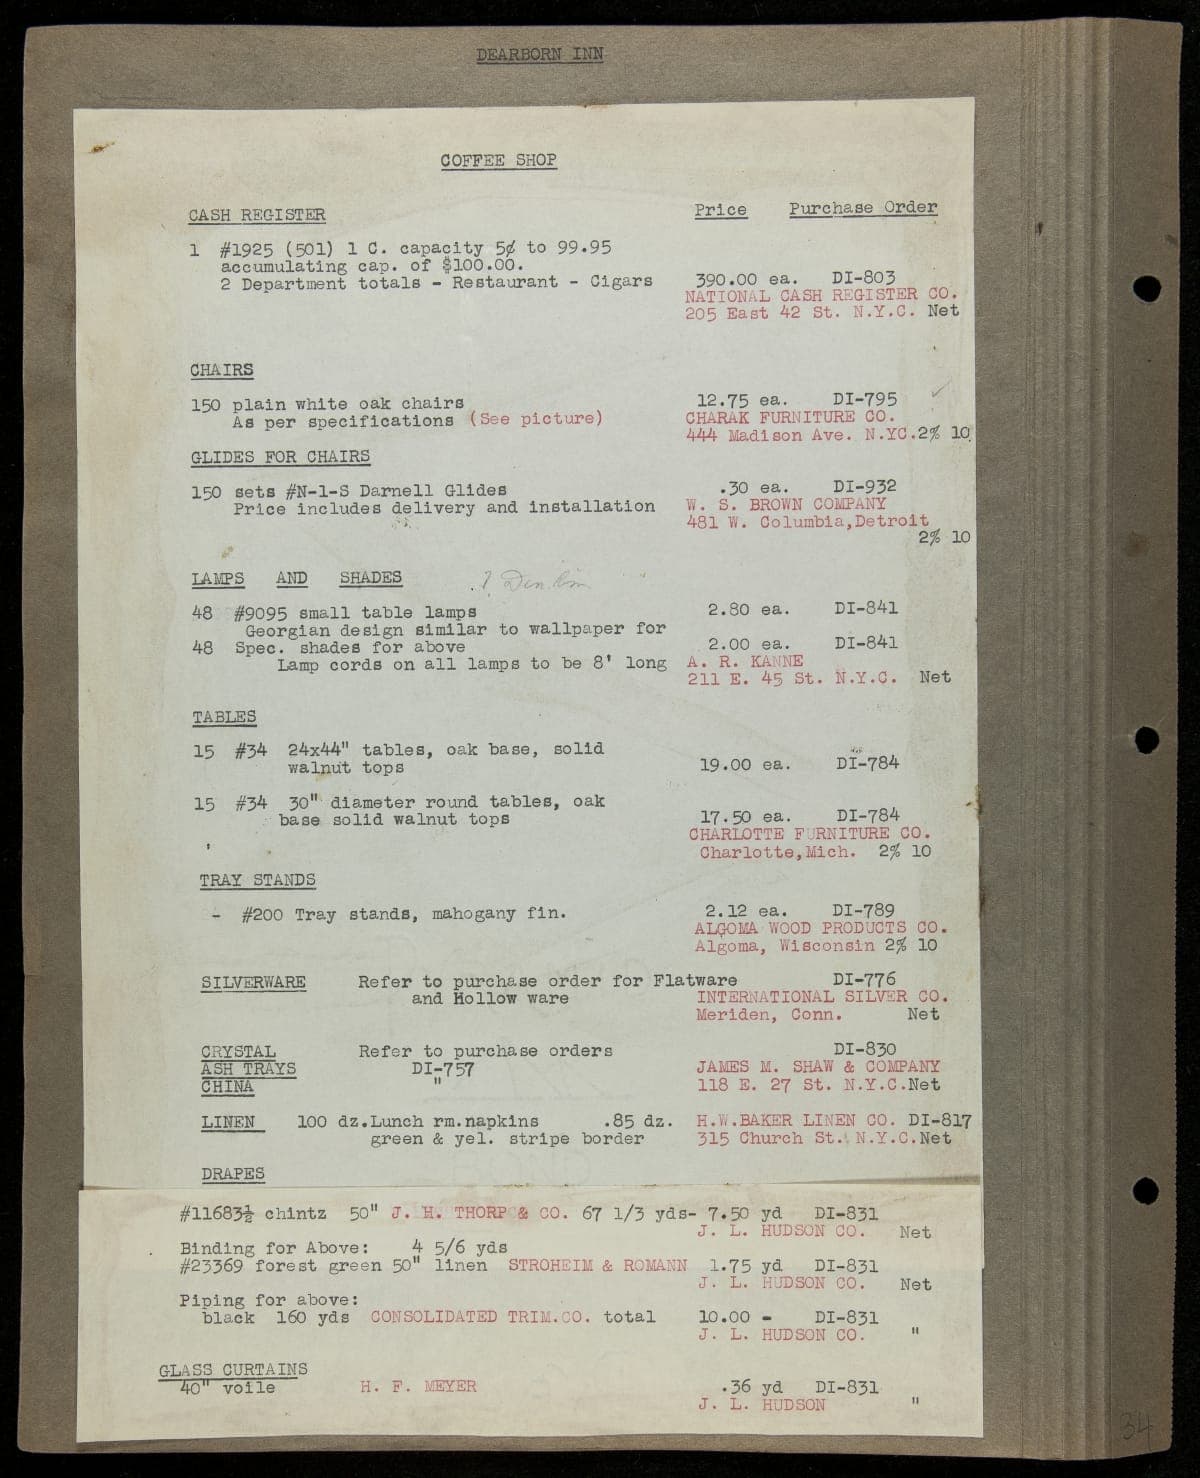 DEARBORN INN
COFFEE SHOP
CASH REGISTER Price Purchase Order
1 #1925 (501) 1 C. capacity 5¢ to 99.95
accumulating cap. of $100.00.
2 Department totals - Restaurant - Cigars 390.00 ea. DI-803
NATIONAL CASH REGISTER CO.
205 East 42 St. N.Y.C. Net
CHAIRS
150 plain white oak chairs 12.75 ea. DI-795
As per specifications (See picture) CHARAK FURNITURE CO.
444 Madison Ave. N.YC.2% 10
GLIDES FOR CHAIRS
150 sets #N-1-S Darnell Glides .30 ea. DI-932
Price includes delivery and installation W. S. BROWN COMPANY
481 W. Columbia,Detroit
2% 10
LAMPS AND SHADES
48 #9095 small table lamps 2.80 ea. DI-841
Georgian design similar to wallpaper for
48 Spec. shades for above 2.00 ea. DI-841
Lamp cords on all lamps to be 8' long A. R. KANNE
211 E. 45 St. N.Y.C. Net
TABLES
15 #34 24x44" tables, oak base, solid
walnut tops 19.00 ea. DI-784
15 #34 30" diameter round tables, oak
base solid walnut tops 17.50 ea. DI-784
CHARLOTTE FURNITURE CO.
Charlotte,Mich. 2% 10
TRAY STANDS
- #200 Tray stands, mahogany fin. 2.12 ea. DI-789
ALGOMA WOOD PRODUCTS CO.
Algoma, Wisconsin 2% 10
SILVERWARE Refer to purchase order for Flatware DI-776
and Hollow ware INTERNATIONAL SILVER CO.
Meriden, Conn. Net
CRYSTAL Refer to purchase orders DI-830
ASH TRAYS DI-757 JAMES M. SHAW & COMPANY
CHINA " 118 E. 27 St. N.Y.C.Net
LINEN 100 dz.Lunch rm.napkins .85 dz. H.W.BAKER LINEN CO. DI-817
green & yel. stripe border 315 Church St. N.Y.C.Net
DRAPES
#11683½ chintz 50" J. H. THORP & CO. 67 1/3 yds- 7.50 yd DI-831
J. L. HUDSON CO. Net
Binding for Above: 4 5/6 yds
#23369 forest green 50" linen STROHEIM & ROMANN 1.75 yd DI-831
J. L. HUDSON CO. Net
Piping for above:
black 160 yds CONSOLIDATED TRIM.CO. total 10.00 - DI-831
J. L. HUDSON CO. "
GLASS CURTAINS
40" voile H. F. MEYER .36 yd DI-831
J. L. HUDSON "
34